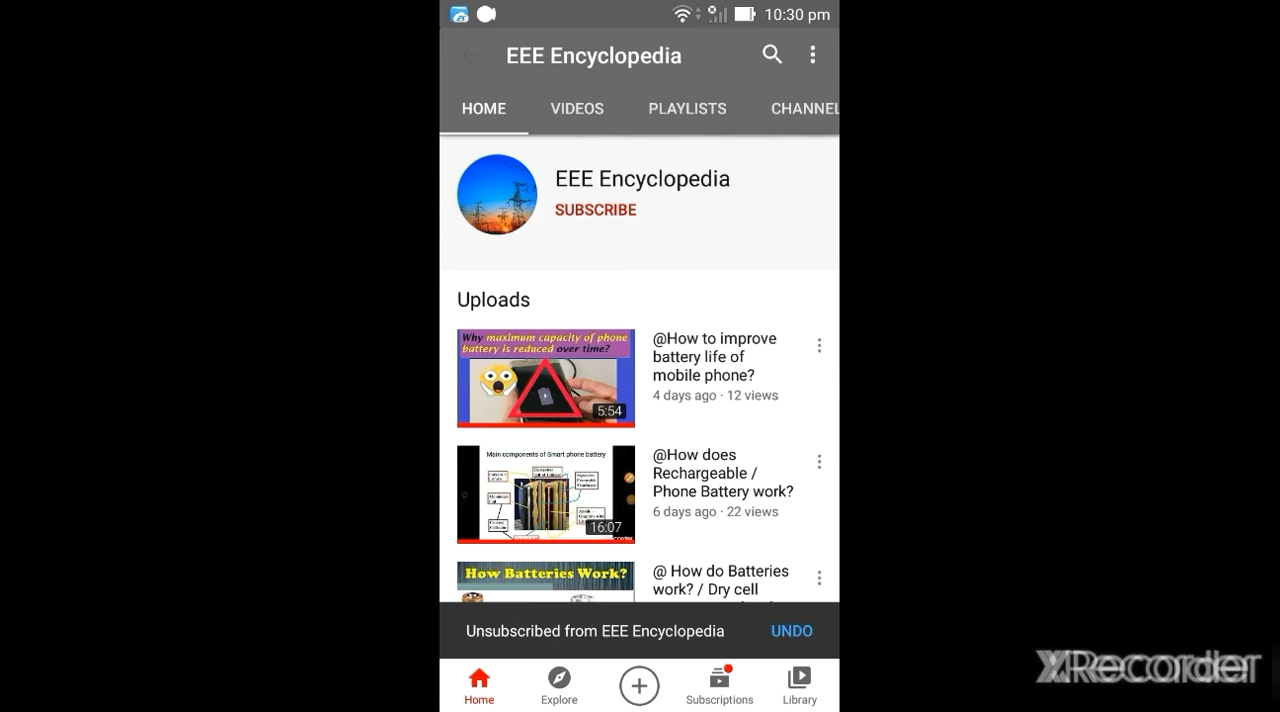 10:30 pm
EEE Encyclopedia
HOME VIDEOS PLAYLISTS CHANNEL
EEE Encyclopedia
SUBSCRIBE
Uploads
Why maximum capacity of phone
battery is reduced over time?
5:54
@How to improve
battery life of
mobile phone?
4 days ago · 12 views
Main components of Smart phone battery
16:07
@How does
Rechargeable /
Phone Battery work?
6 days ago · 22 views
How Batteries Work?
@ How do Batteries
work? / Dry cell
Unsubscribed from EEE Encyclopedia UNDO
Home Explore Subscriptions Library
XRecorder